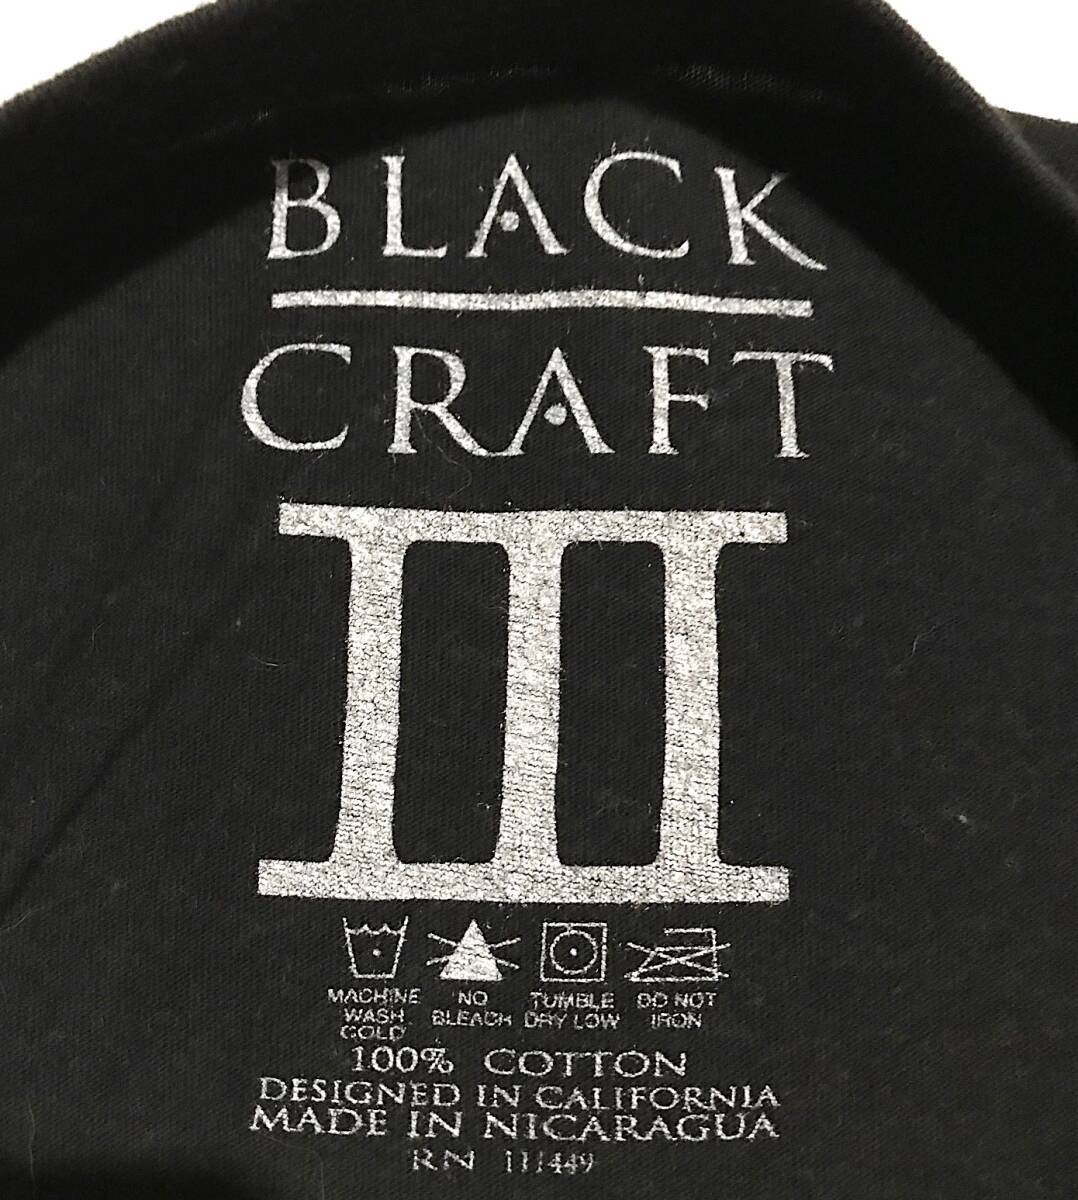 BLACK
CRAFT
III
MACHINE WASH COLD
NO BLEACH
TUMBLE DRY LOW
DO NOT IRON
100% COTTON
DESIGNED IN CALIFORNIA
MADE IN NICARAGUA
RN 111449